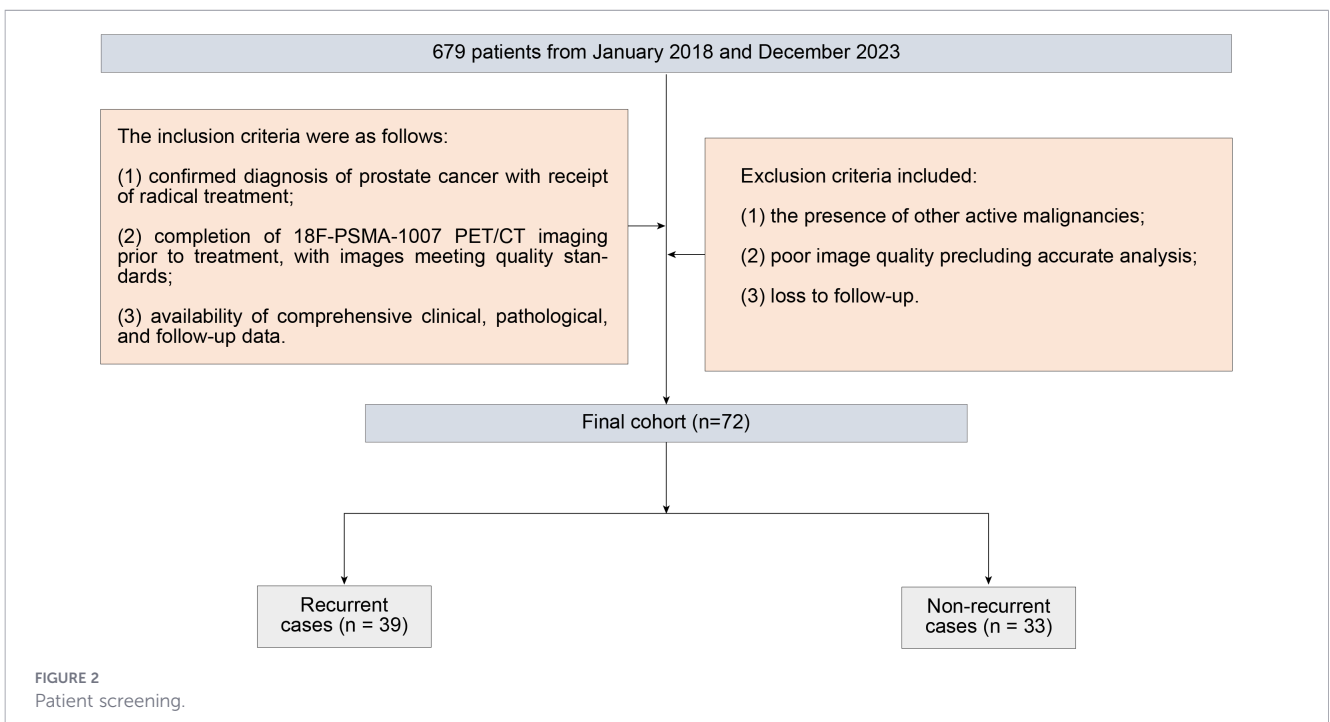 679 patients from January 2018 and December 2023
The inclusion criteria were as follows:
(1) confirmed diagnosis of prostate cancer with receipt
of radical treatment;
(2) completion of 18F-PSMA-1007 PET/CT imaging
prior to treatment, with images meeting quality stan-
dards;
(3) availability of comprehensive clinical, pathological,
and follow-up data.
Exclusion criteria included:
(1) the presence of other active malignancies;
(2) poor image quality precluding accurate analysis;
(3) loss to follow-up.
Final cohort (n=72)
Recurrent
cases (n = 39)
Non-recurrent
cases (n = 33)
FIGURE 2
Patient screening.